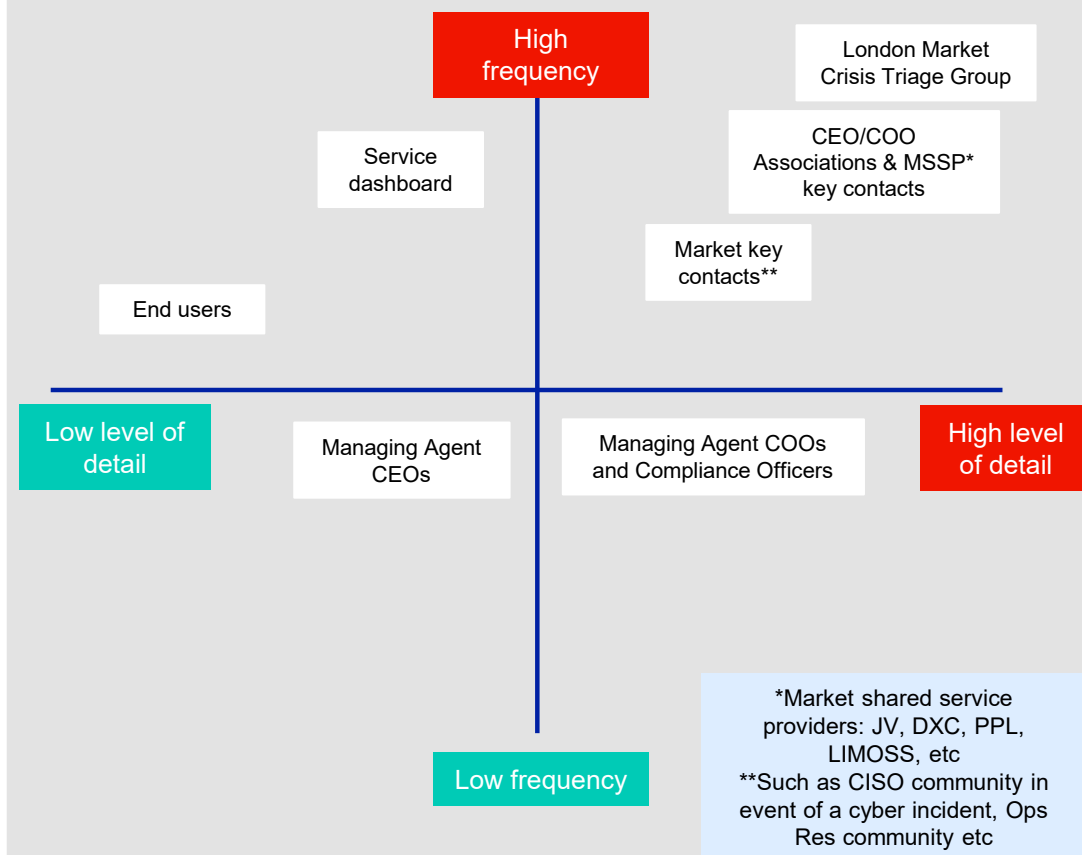 High
frequency
London Market
Crisis Triage Group
Service
dashboard
CEO/COO
Associations & MSSP*
key contacts
Market key
contacts**
End users
Low level of
detail
Managing Agent
CEOs
Managing Agent COOs
and Compliance Officers
High level
of detail
Low frequency
*Market shared service
providers: JV, DXC, PPL,
LIMOSS, etc
**Such as CISO community in
event of a cyber incident, Ops
Res community etc